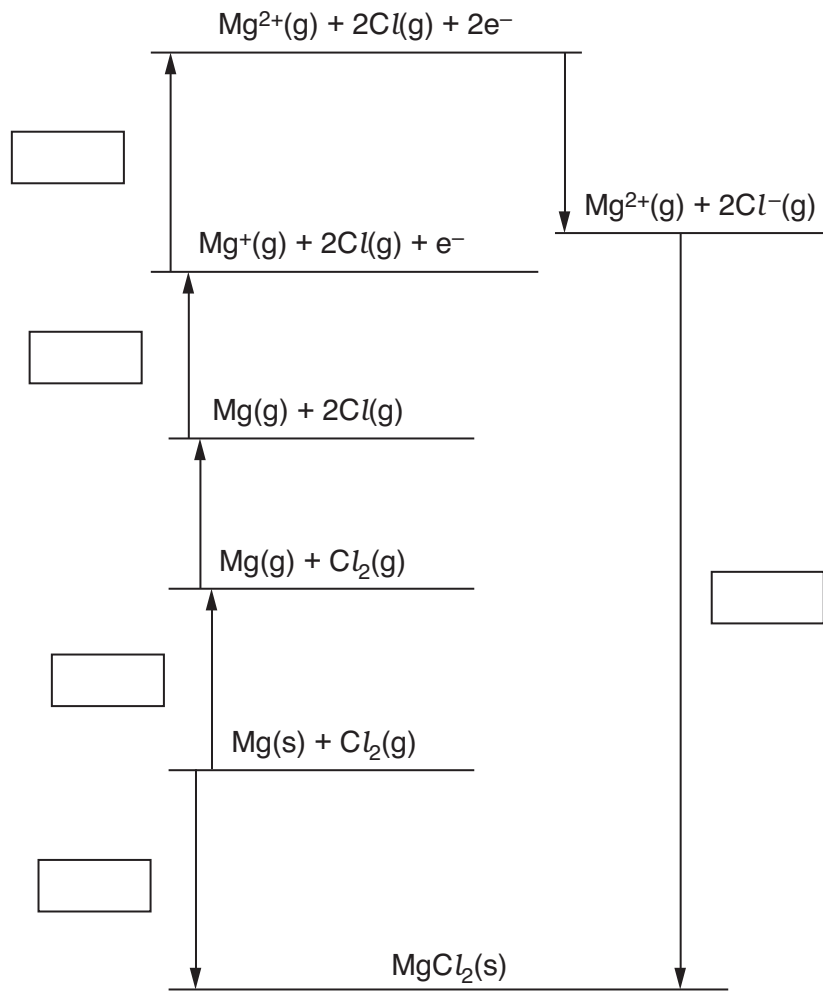 Mg²⁺(g) + 2Cl(g) + 2e⁻
Mg²⁺(g) + 2Cl⁻(g)
Mg⁺(g) + 2Cl(g) + e⁻
Mg(g) + 2Cl(g)
Mg(g) + Cl₂(g)
Mg(s) + Cl₂(g)
MgCl₂(s)